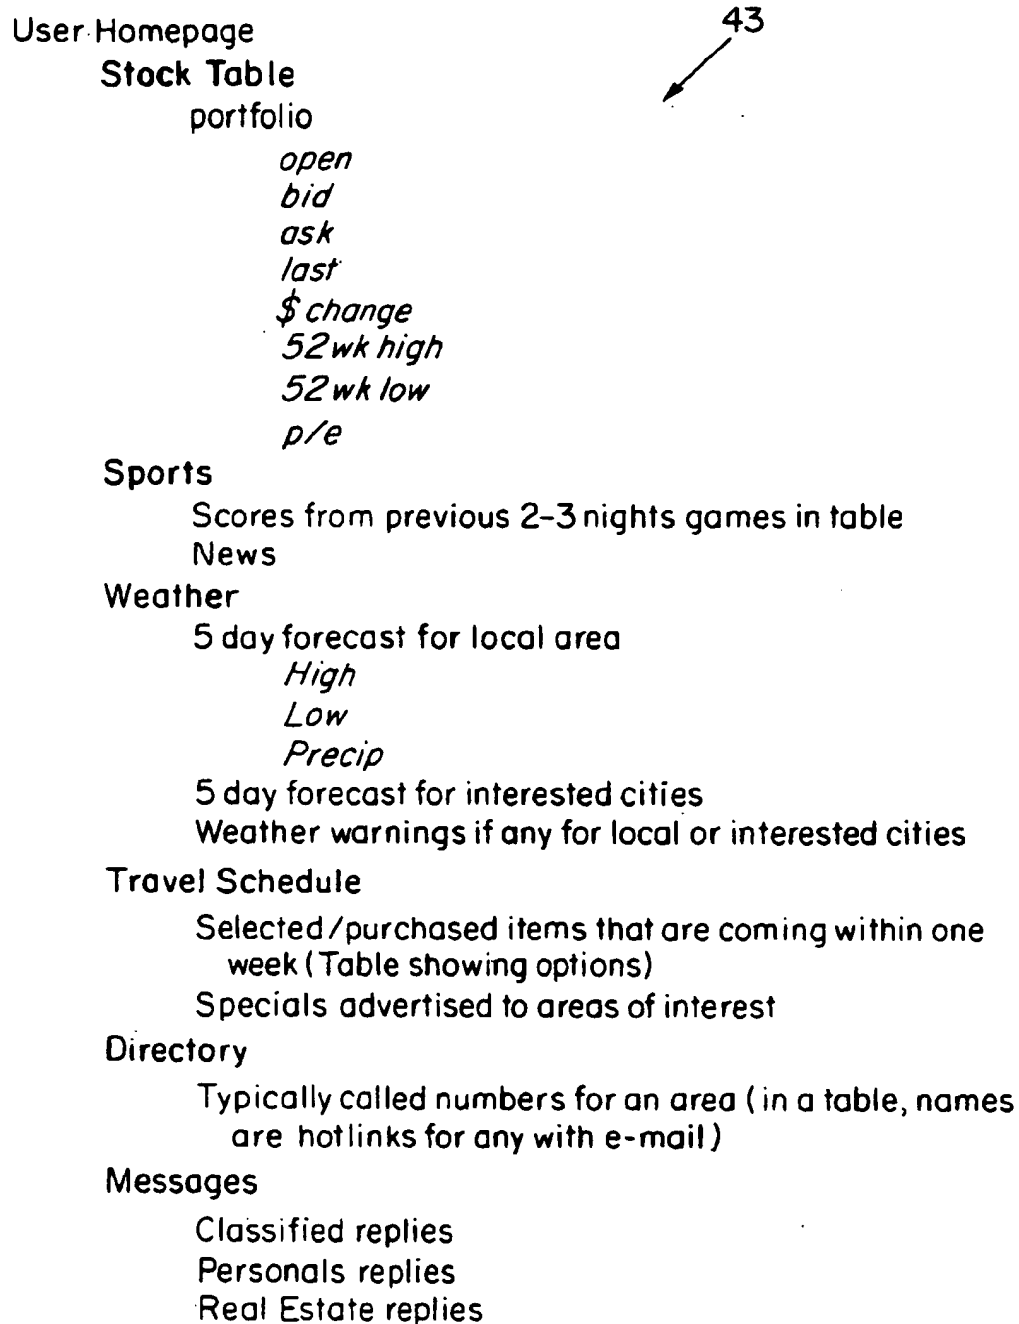 43
User Homepage
Stock Table
portfolio
open
bid
ask
last
$ change
52 wk high
52 wk low
p/e
Sports
Scores from previous 2-3 nights games in table
News
Weather
5 day forecast for local area
High
Low
Precip
5 day forecast for interested cities
Weather warnings if any for local or interested cities
Travel Schedule
Selected/purchased items that are coming within one
week (Table showing options)
Specials advertised to areas of interest
Directory
Typically called numbers for an area (in a table, names
are hotlinks for any with e-mail)
Messages
Classified replies
Personals replies
Real Estate replies